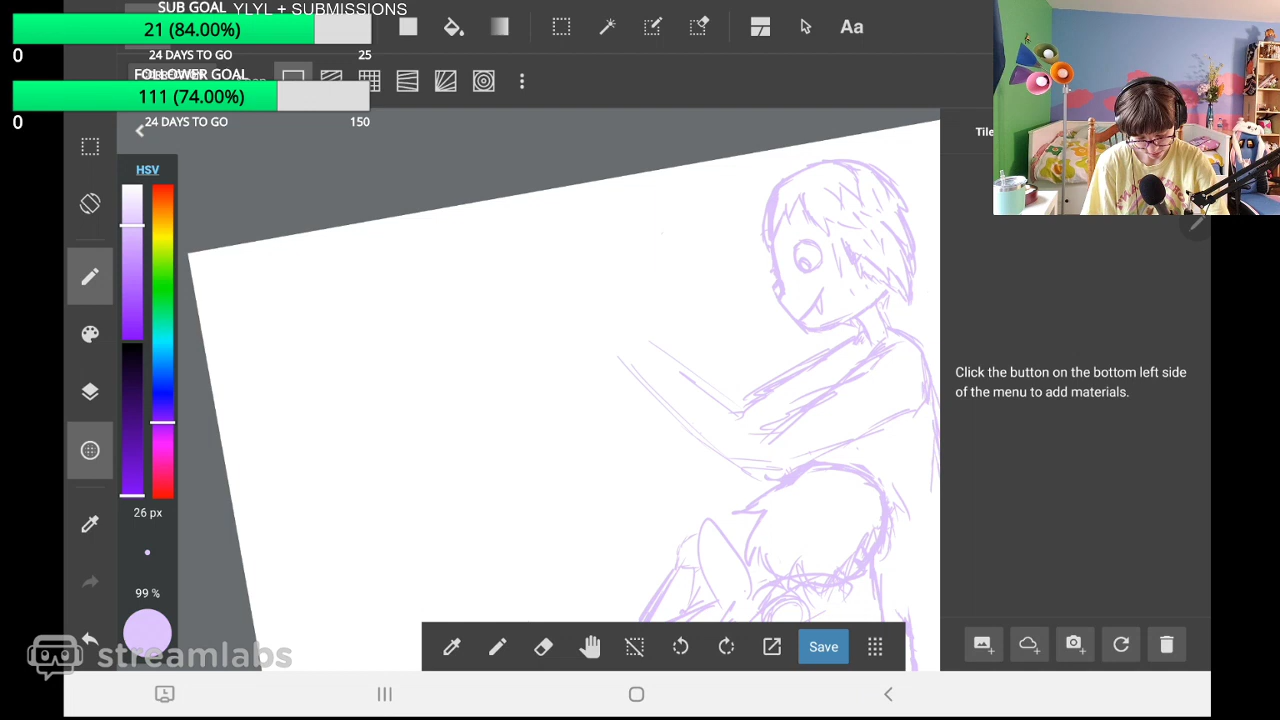 SUB GOAL
YLYL + SUBMISSIONS
21 (84.00%)
0
24 DAYS TO GO
25
FOLLOWER GOAL
111 (74.00%)
0
24 DAYS TO GO
150
Aa
HSV
26 px
99 %
Tile
Click the button on the bottom left side
of the menu to add materials.
Save
streamlabs